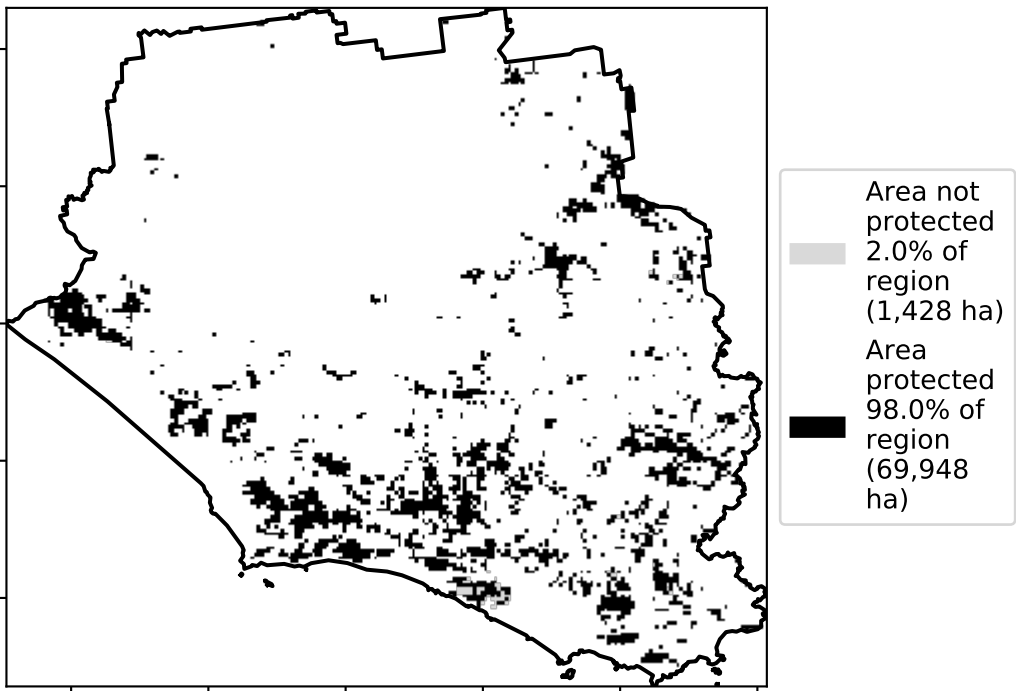 Area not
protected
2.0% of
region
(1,428 ha)
Area
protected
98.0% of
region
(69,948
ha)